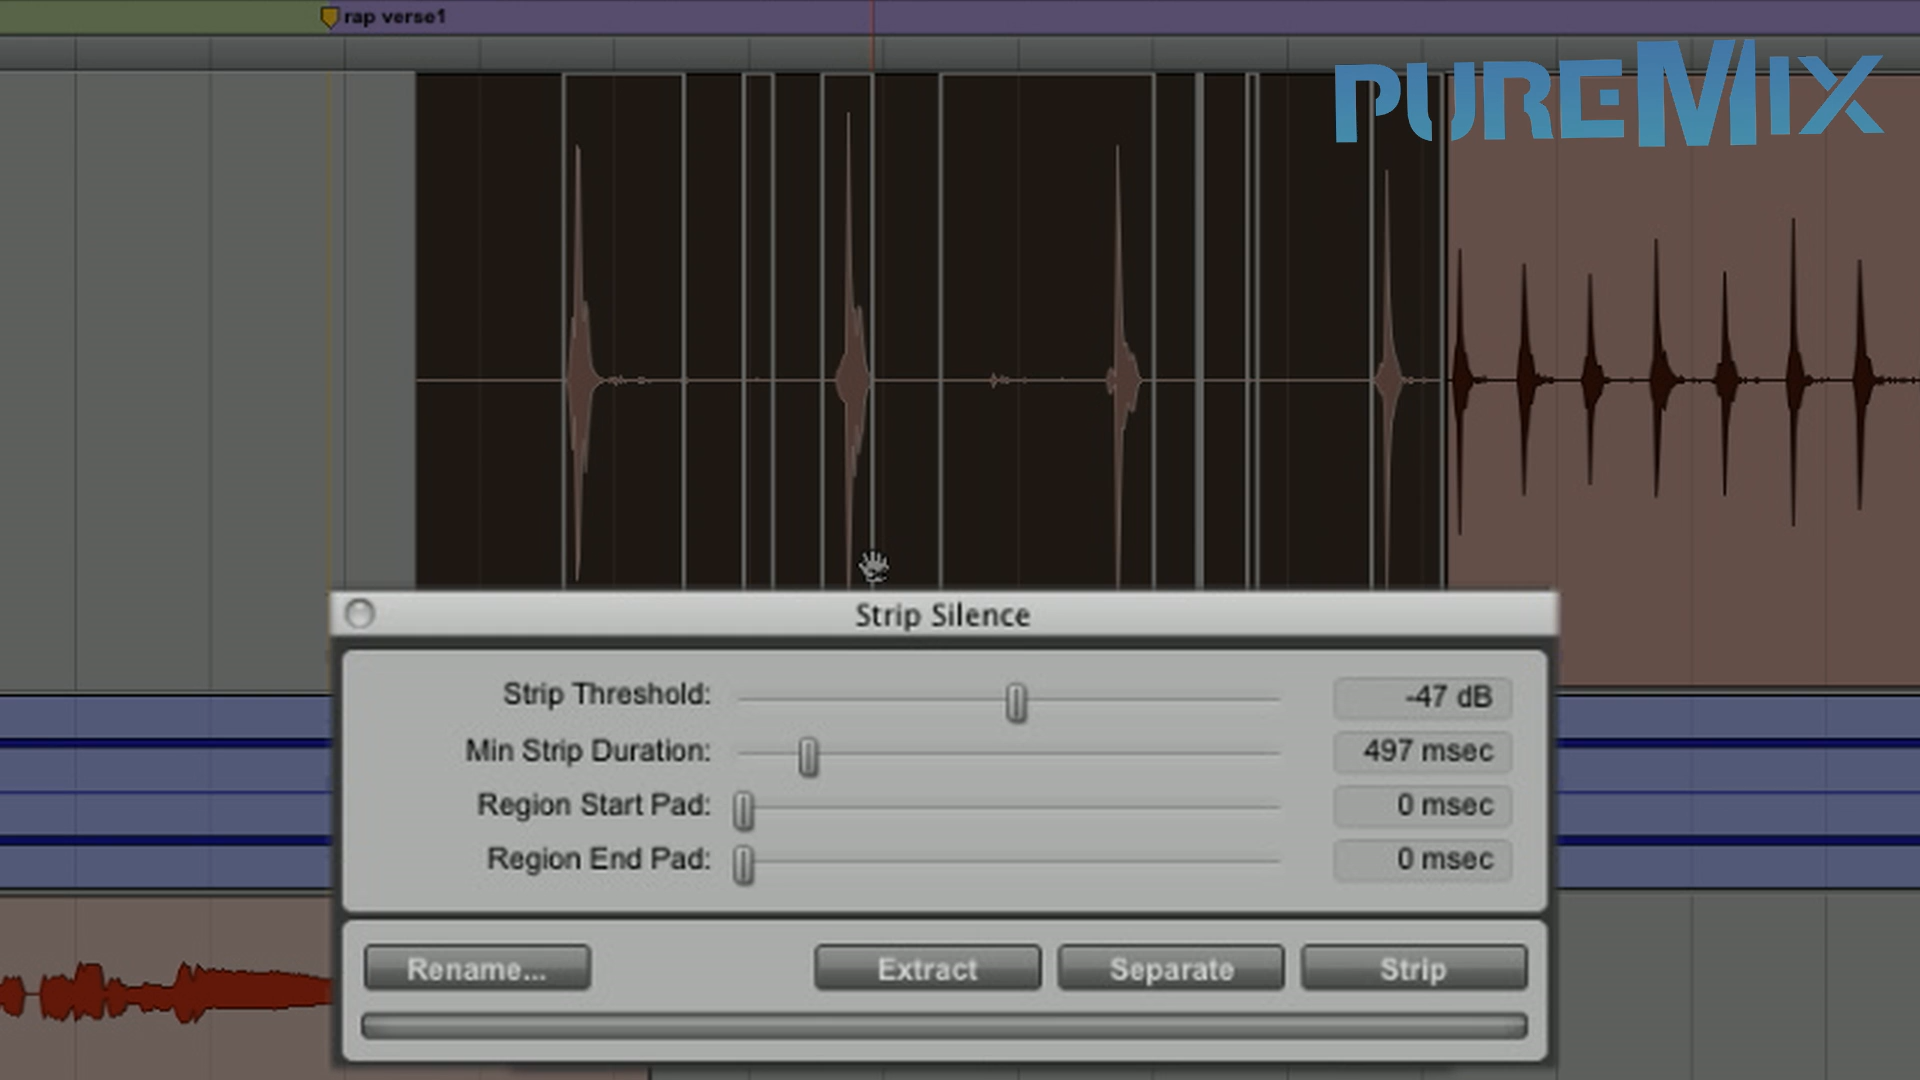 rap verse1
PUREMIX
Strip Silence
Strip Threshold: -47 dB
Min Strip Duration: 497 msec
Region Start Pad: 0 msec
Region End Pad: 0 msec
Rename... Extract Separate Strip